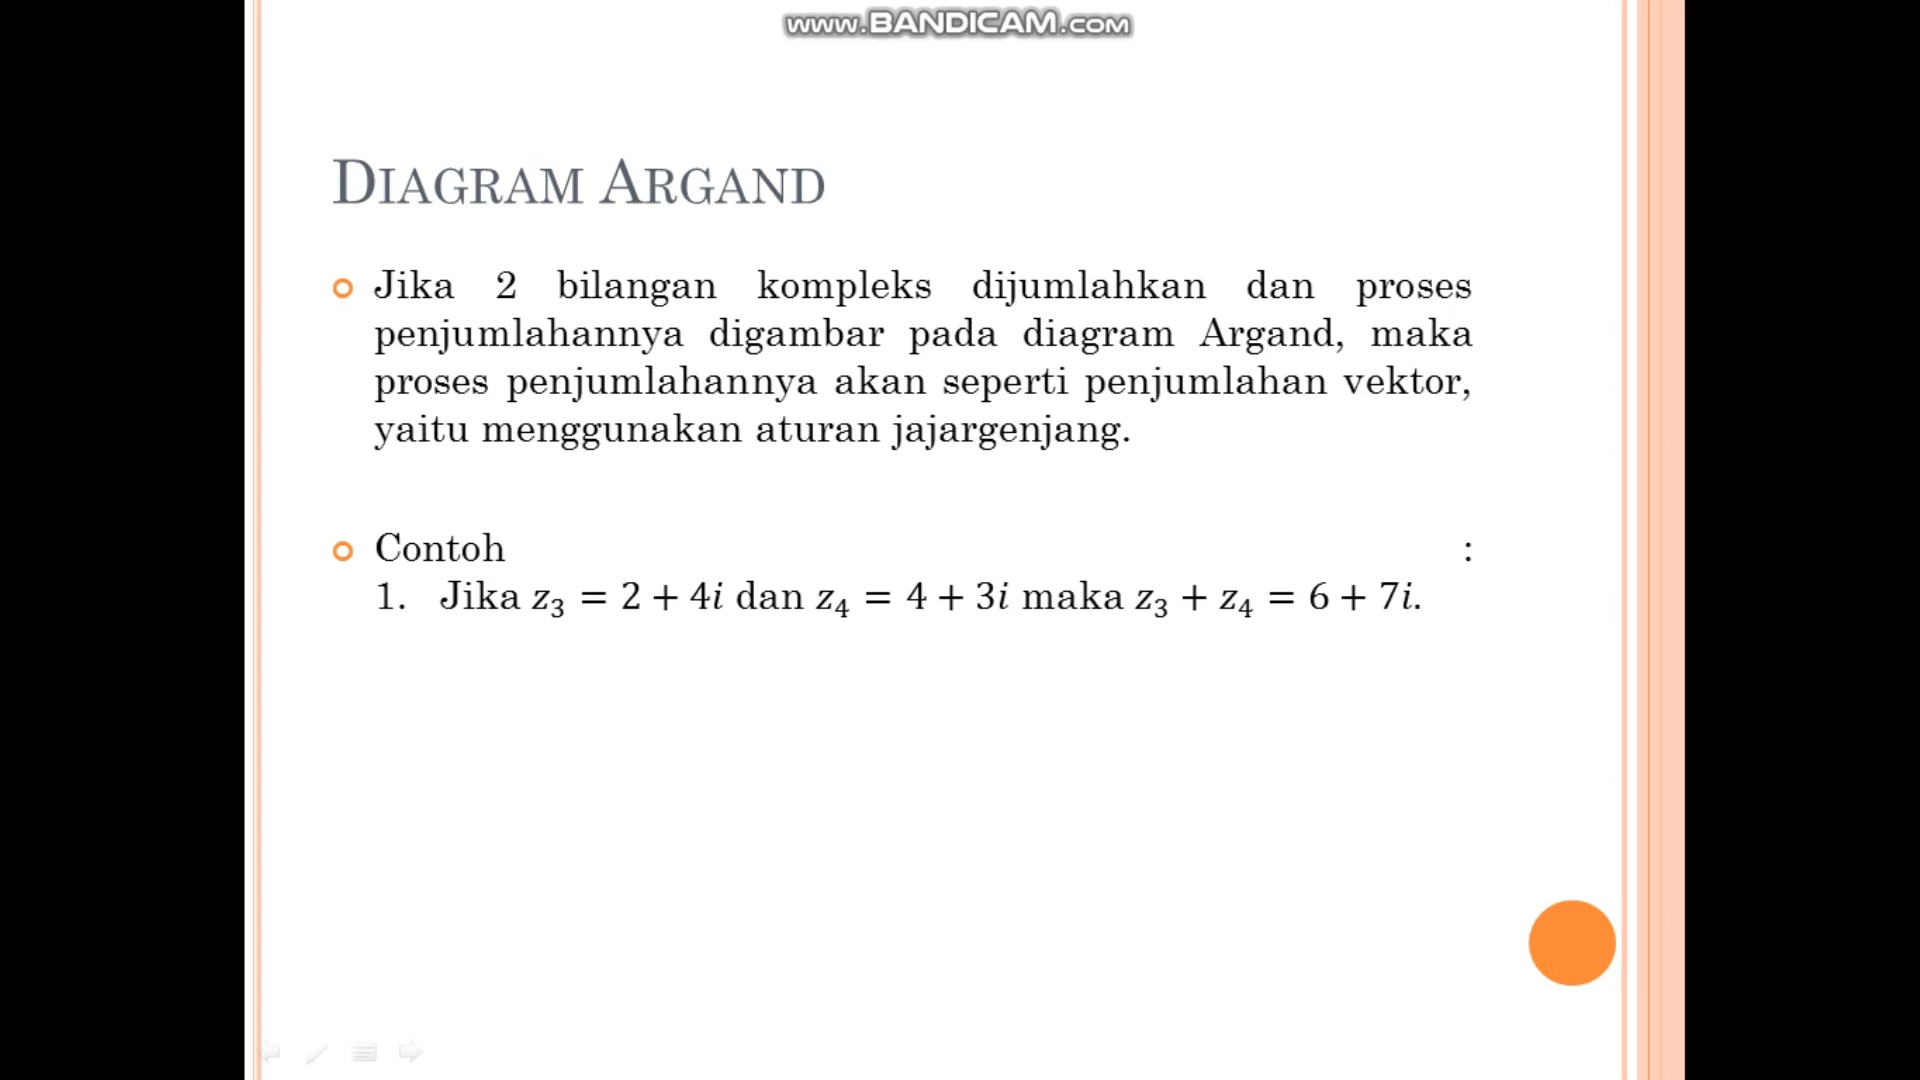 www.BANDICAM.com
DIAGRAM ARGAND
Jika 2 bilangan kompleks dijumlahkan dan proses
penjumlahannya digambar pada diagram Argand, maka
proses penjumlahannya akan seperti penjumlahan vektor,
yaitu menggunakan aturan jajargenjang.
Contoh :
1. Jika z₃ = 2 + 4i dan z₄ = 4 + 3i maka z₃ + z₄ = 6 + 7i.